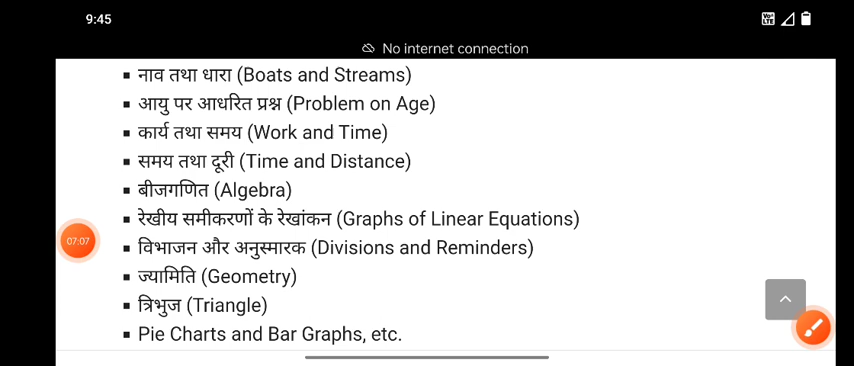 9:45
No internet connection
▪ नाव तथा धारा (Boats and Streams)
▪ आयु पर आधरित प्रश्न (Problem on Age)
▪ कार्य तथा समय (Work and Time)
▪ समय तथा दूरी (Time and Distance)
▪ बीजगणित (Algebra)
▪ रेखीय समीकरणों के रेखांकन (Graphs of Linear Equations)
07:07
▪ विभाजन और अनुस्मारक (Divisions and Reminders)
▪ ज्यामिति (Geometry)
▪ त्रिभुज (Triangle)
▪ Pie Charts and Bar Graphs, etc.